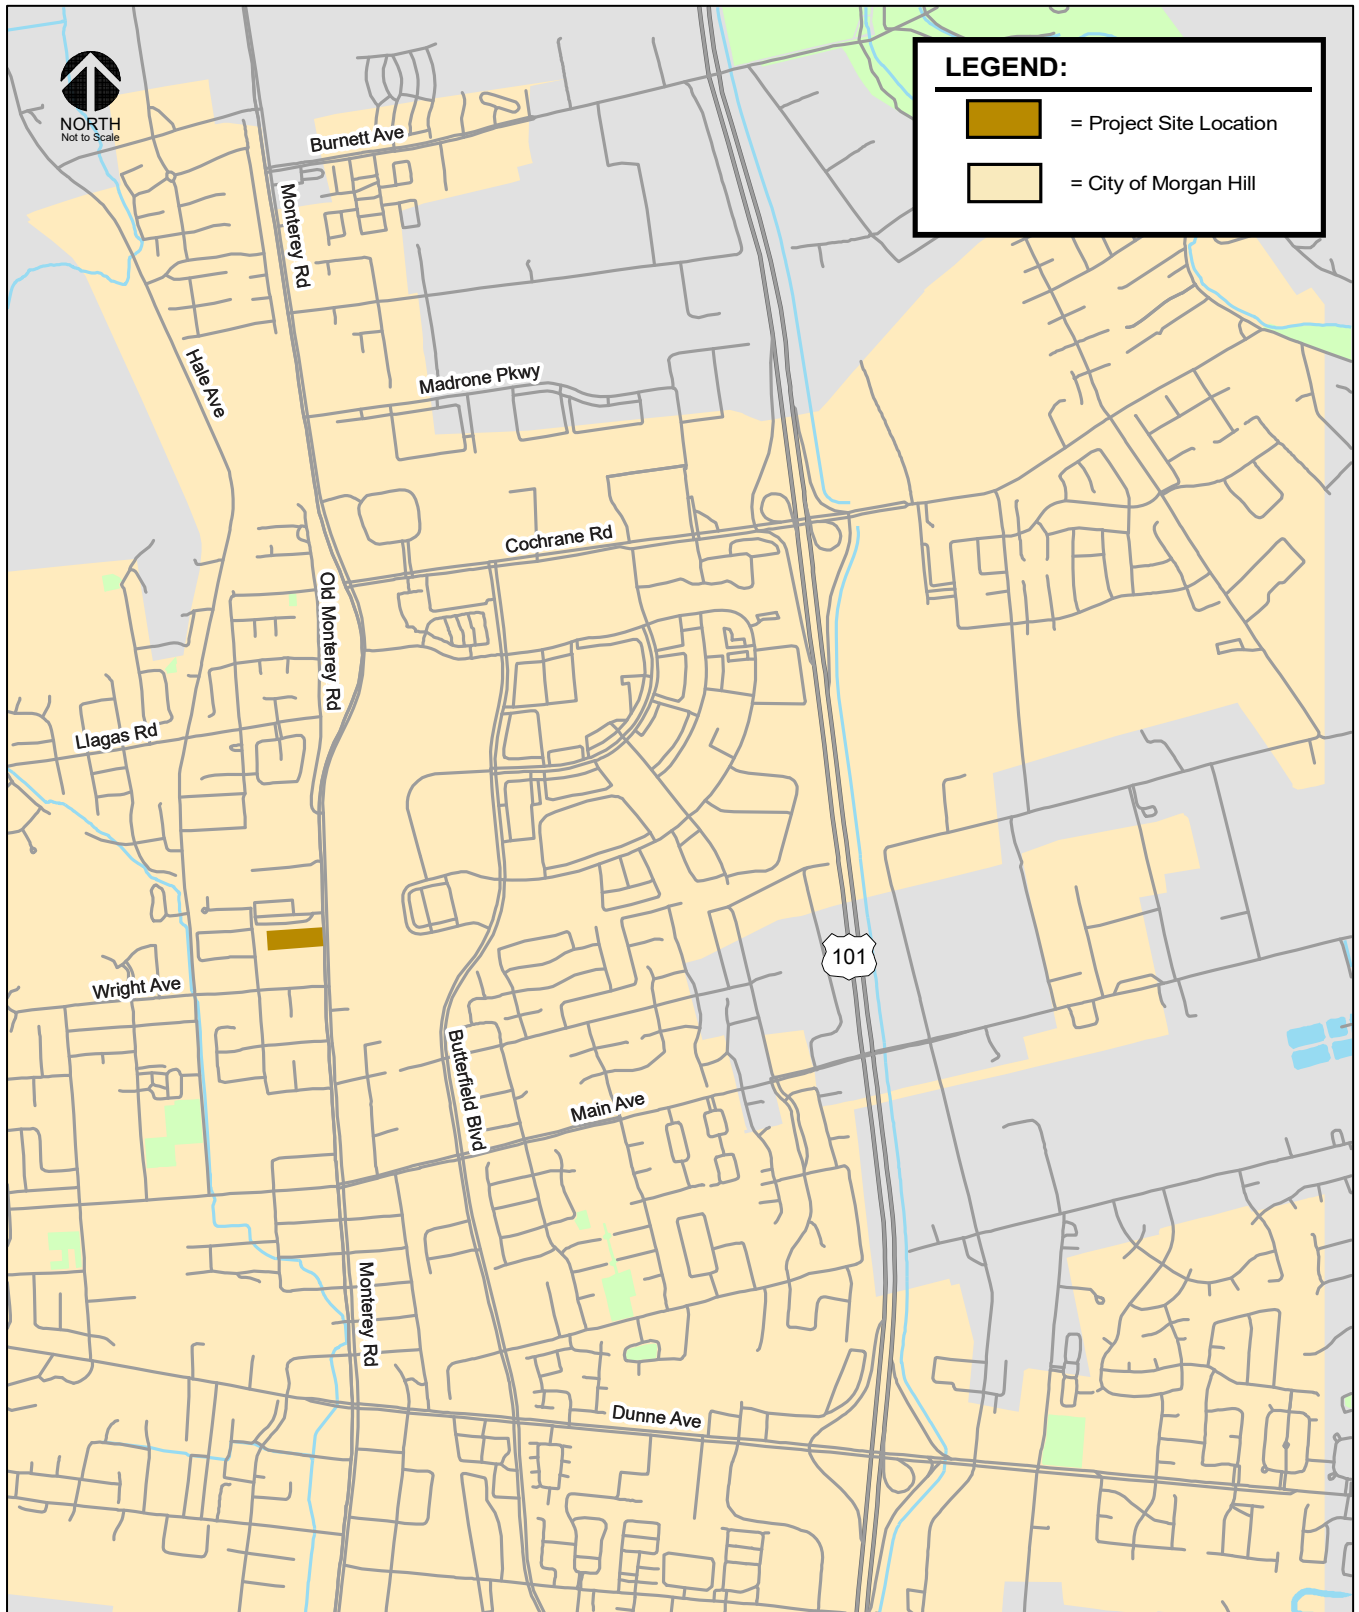 LEGEND:
= Project Site Location
= City of Morgan Hill
NORTH
Not to Scale
Burnett Ave
Monterey Rd
Hale Ave
Madrone Pkwy
Cochrane Rd
Old Monterey Rd
Llagas Rd
101
Wright Ave
Butterfield Blvd
Main Ave
Monterey Rd
Dunne Ave